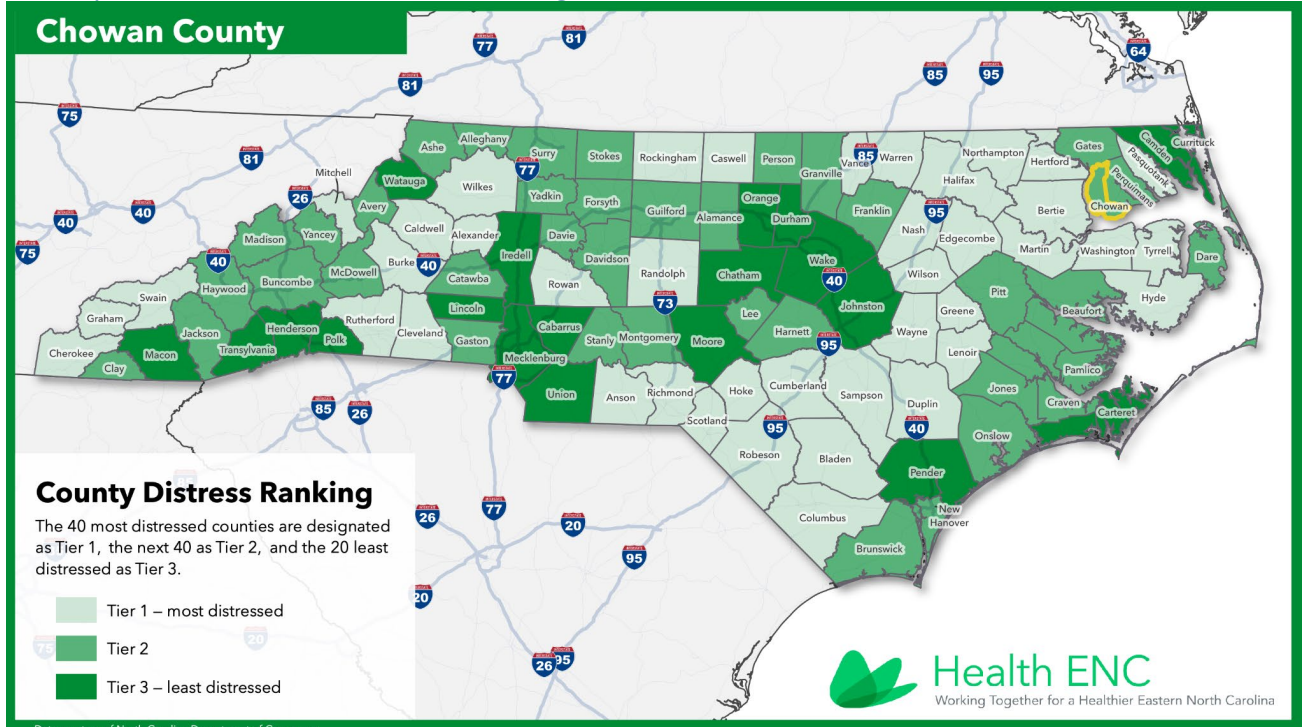 Chowan County
77
81
64
81
85
95
75
81
Mitchell
26
40
40
75
Ashe
Alleghany
Surry
77
Stokes
Rockingham
Caswell
Person
Granville
Vance
85
Warren
Northampton
Hertford
Gates
Camden
Currituck
Pasquotank
Perquimans
Chowan
Watauga
Wilkes
Yadkin
Forsyth
Guilford
Alamance
Orange
Durham
Franklin
Halifax
Bertie
Avery
Madison
Yancey
Caldwell
Alexander
Iredell
Davie
Davidson
Randolph
Chatham
Wake
40
Nash
95
Edgecombe
Martin
Washington
Tyrrell
Dare
40
Haywood
Buncombe
McDowell
Burke
40
Catawba
Rowan
73
Johnston
Wilson
Pitt
Beaufort
Hyde
Swain
Graham
Cherokee
Clay
Macon
Jackson
Transylvania
Henderson
Polk
Rutherford
Cleveland
Lincoln
Gaston
Mecklenburg
77
Cabarrus
Stanly
Montgomery
Moore
Lee
Harnett
95
Wayne
Greene
Lenoir
Craven
Pamlico
Jones
Carteret
Onslow
Union
Anson
Richmond
Scotland
Hoke
Cumberland
Sampson
Duplin
40
95
Robeson
Bladen
Pender
New
Hanover
Columbus
Brunswick
85
26
26
77
20
95
20
26
95
75
20
County Distress Ranking
The 40 most distressed counties are designated
as Tier 1, the next 40 as Tier 2, and the 20 least
distressed as Tier 3.
Tier 1 – most distressed
Tier 2
Tier 3 – least distressed
Health ENC
Working Together for a Healthier Eastern North Carolina